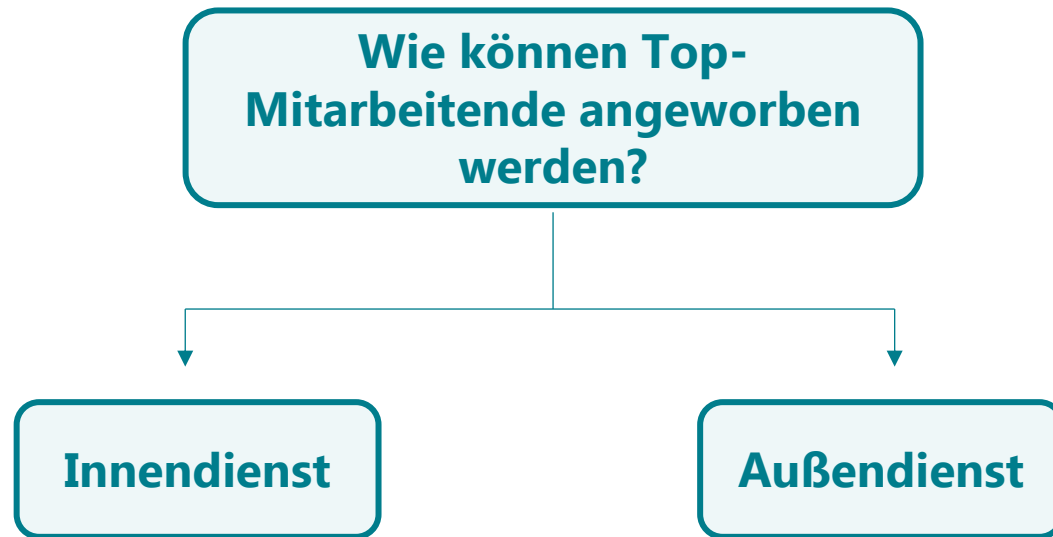 Wie können Top-
Mitarbeitende angeworben
werden?
Innendienst
Außendienst